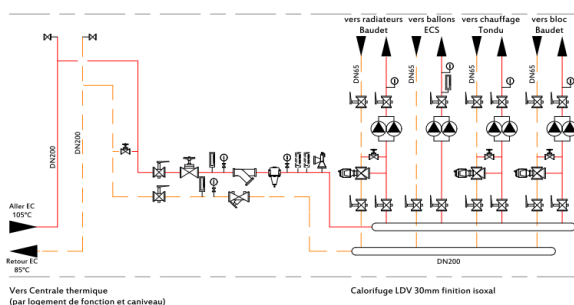 vers radiateurs
Baudet
vers ballons
ECS
vers chauffage
Tondu
vers bloc
Baudet
DN65
DN65
DN65
DN65
DN200
DN200
Aller EC
105°C
Retour EC
85°C
DN200
Vers Centrale thermique
(par logement de fonction et caniveau)
Calorifuge LDV 30mm finition isoxal